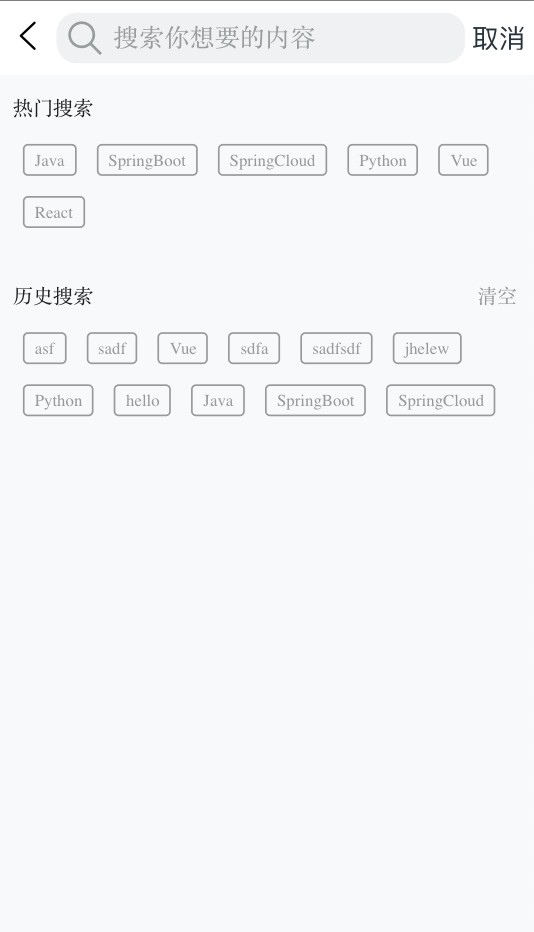 搜索你想要的内容 取消
热门搜索
Java SpringBoot SpringCloud Python Vue
React
历史搜索 清空
asf sadf Vue sdfa sadfsdf jhelew
Python hello Java SpringBoot SpringCloud